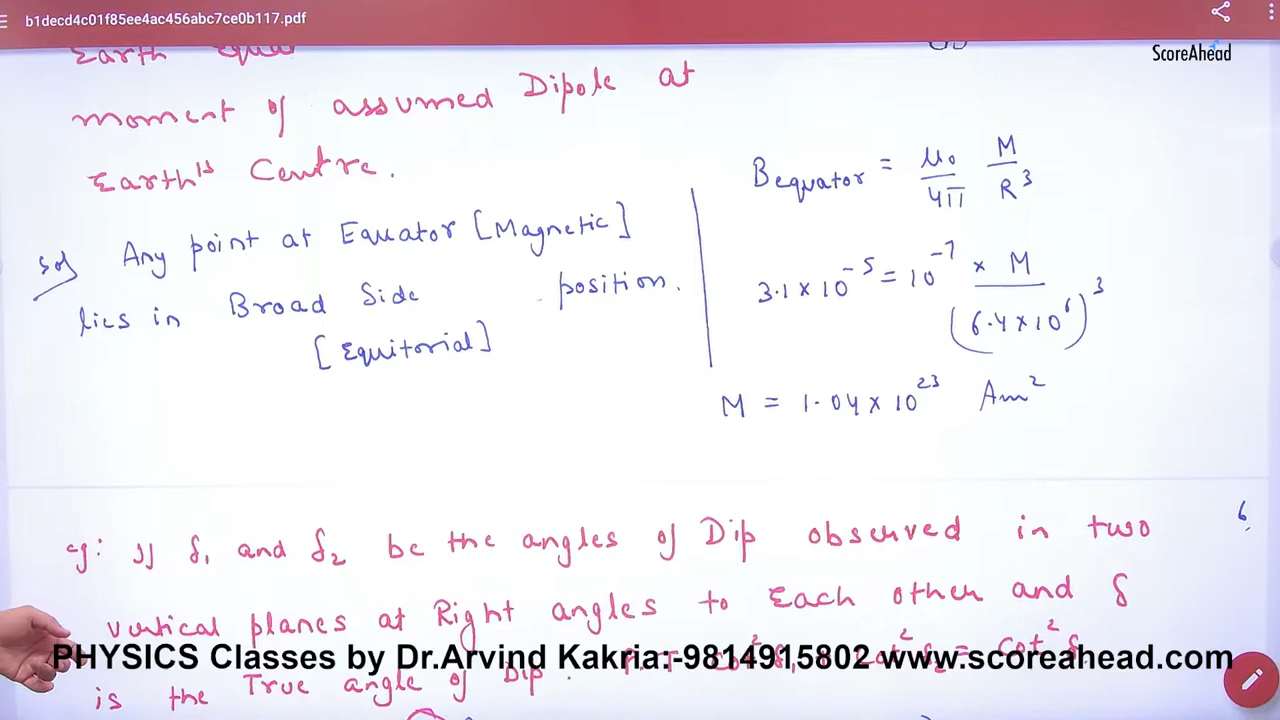 b1decd4c01f85ee4ac456abc7ce0b117.pdf
ScoreAhead
Earth
moment of assumed Dipole at
Earth's Centre.
Sol Any point at Equator [Magnetic]
lies in Broad Side position.
[Equitorial]
B equator = μ₀/4π M/R³
3.1 × 10⁻⁵ = 10⁻⁷ × M/(6.4 × 10⁶)³
M = 1.04 × 10²³ Am²
6
eg: If δ₁ and δ₂ be the angles of Dip observed in two
vertical planes at Right angles to Each other and δ
is the True angle of Dip. cot² δ
PHYSICS Classes by Dr.Arvind Kakria:-9814915802 www.scoreahead.com